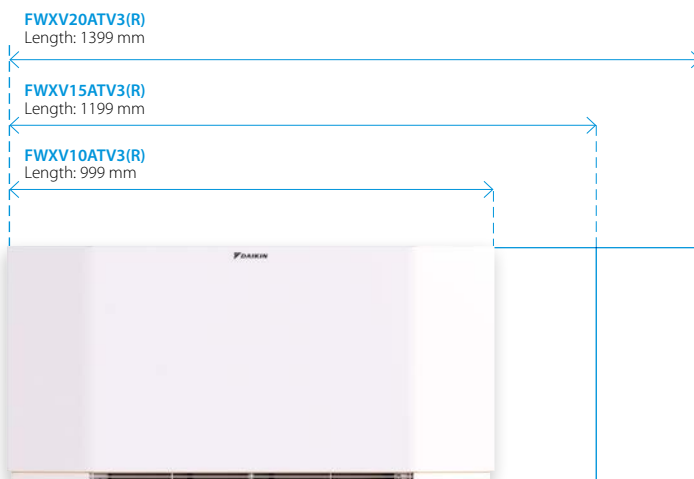 FWXV20ATV3(R)
Length: 1399 mm
FWXV15ATV3(R)
Length: 1199 mm
FWXV10ATV3(R)
Length: 999 mm
DAIKIN